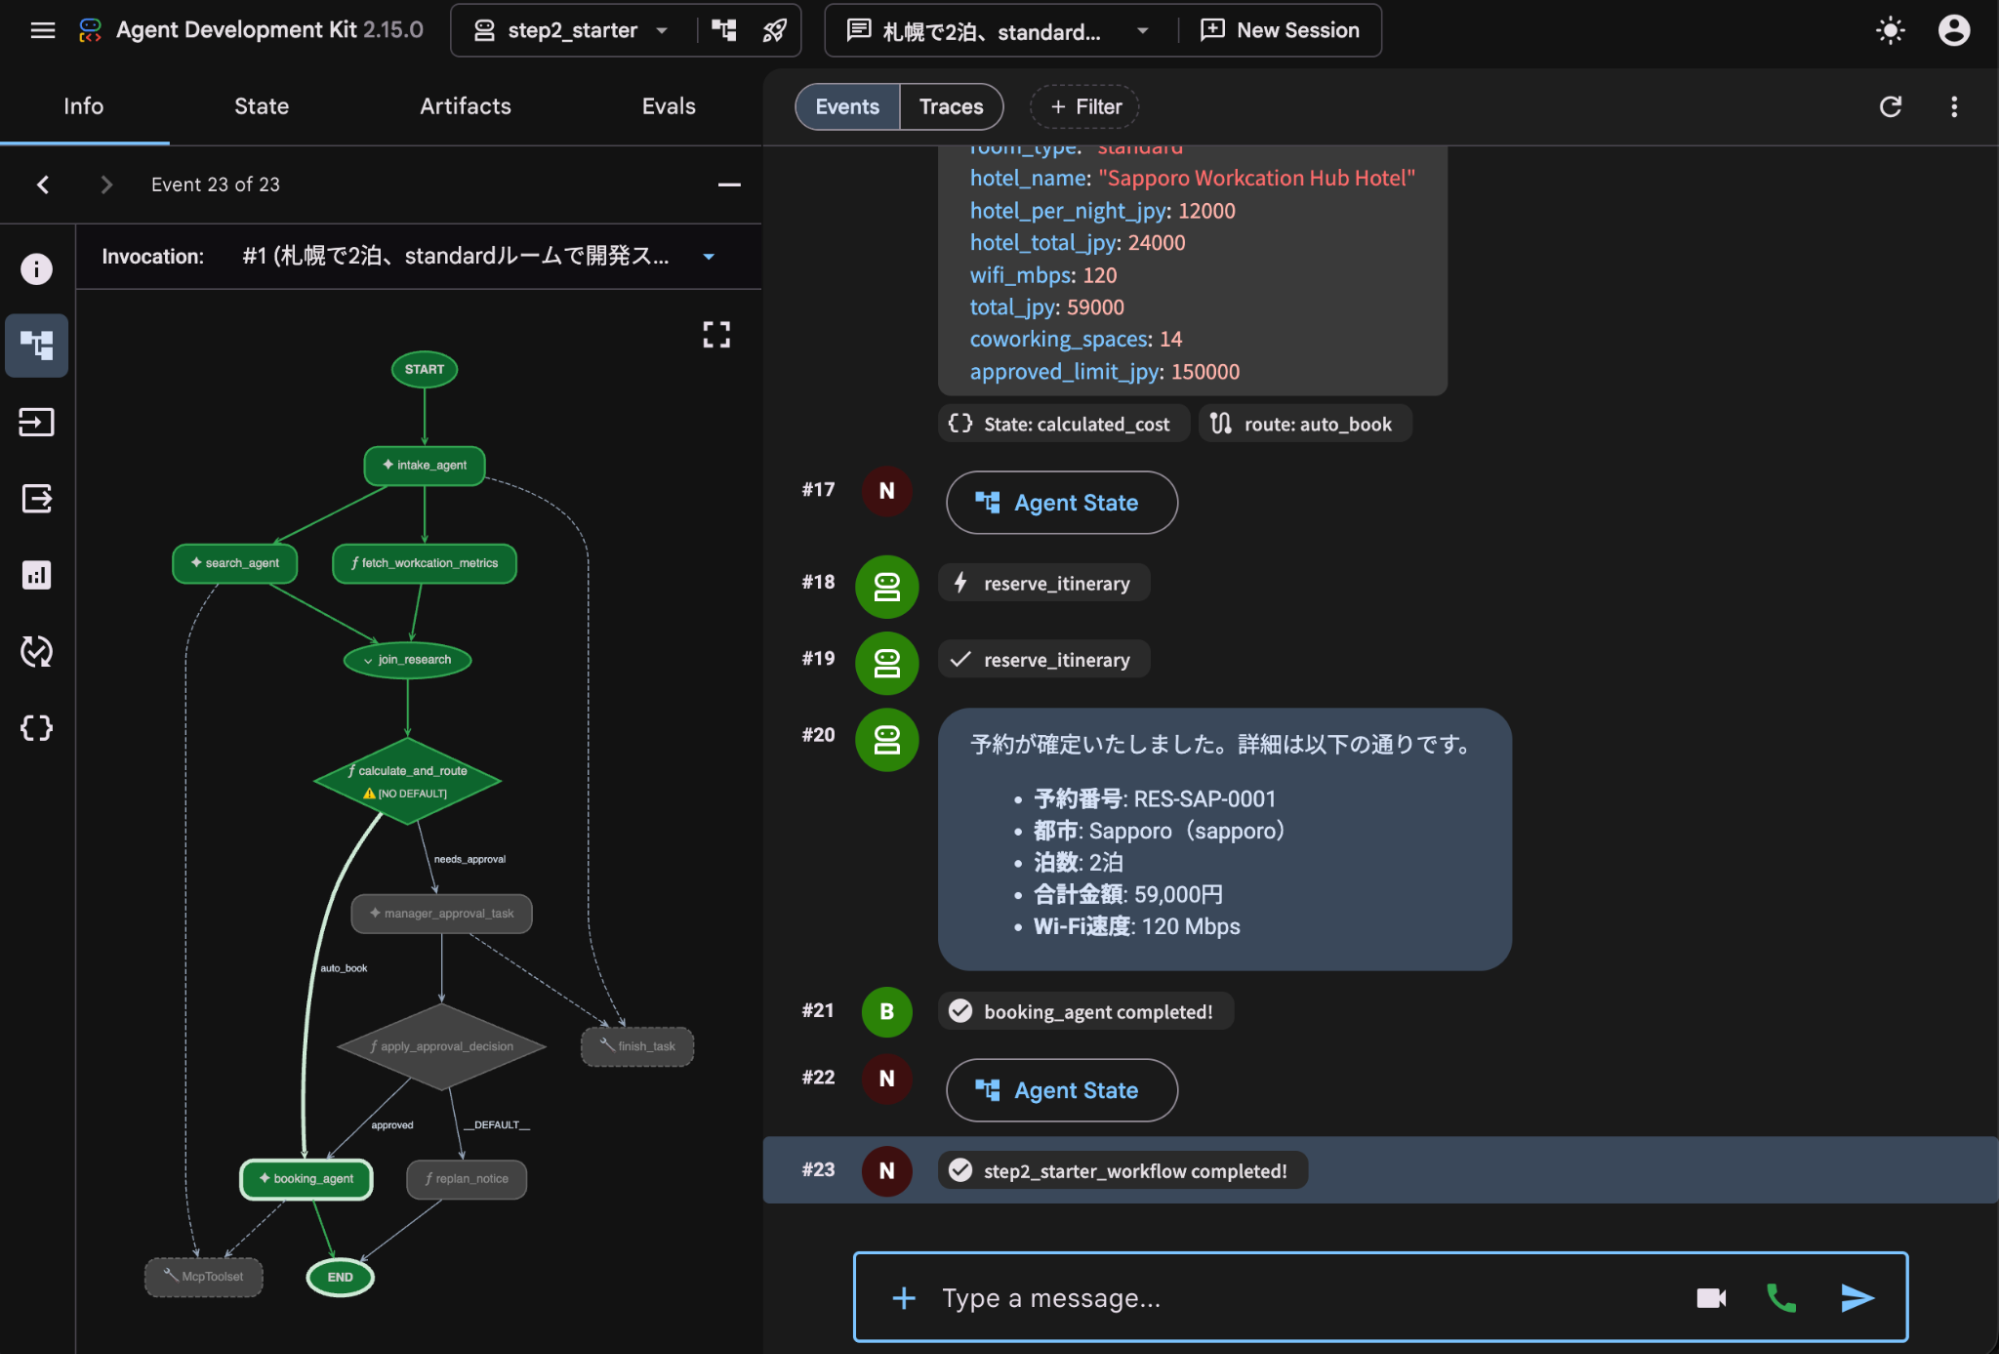 Agent Development Kit 2.15.0
step2_starter
札幌で2泊、standard...
New Session
Info
State
Artifacts
Evals
Events
Traces
+ Filter
Event 23 of 23
Invocation:
#1 (札幌で2泊、standardルームで開発ス...
START
intake_agent
search_agent
fetch_workcation_metrics
join_research
calculate_and_route
[NO DEFAULT]
needs_approval
manager_approval_task
auto_book
apply_approval_decision
finish_task
approved
__DEFAULT__
booking_agent
replan_notice
McpToolset
END
room_type: "standard
hotel_name: "Sapporo Workcation Hub Hotel"
hotel_per_night_jpy: 12000
hotel_total_jpy: 24000
wifi_mbps: 120
total_jpy: 59000
coworking_spaces: 14
approved_limit_jpy: 150000
State: calculated_cost
route: auto_book
#17
N
Agent State
#18
reserve_itinerary
#19
reserve_itinerary
#20
予約が確定いたしました。詳細は以下の通りです。
• 予約番号: RES-SAP-0001
• 都市: Sapporo（sapporo）
• 泊数: 2泊
• 合計金額: 59,000円
• Wi-Fi速度: 120 Mbps
#21
B
booking_agent completed!
#22
N
Agent State
#23
N
step2_starter_workflow completed!
Type a message...